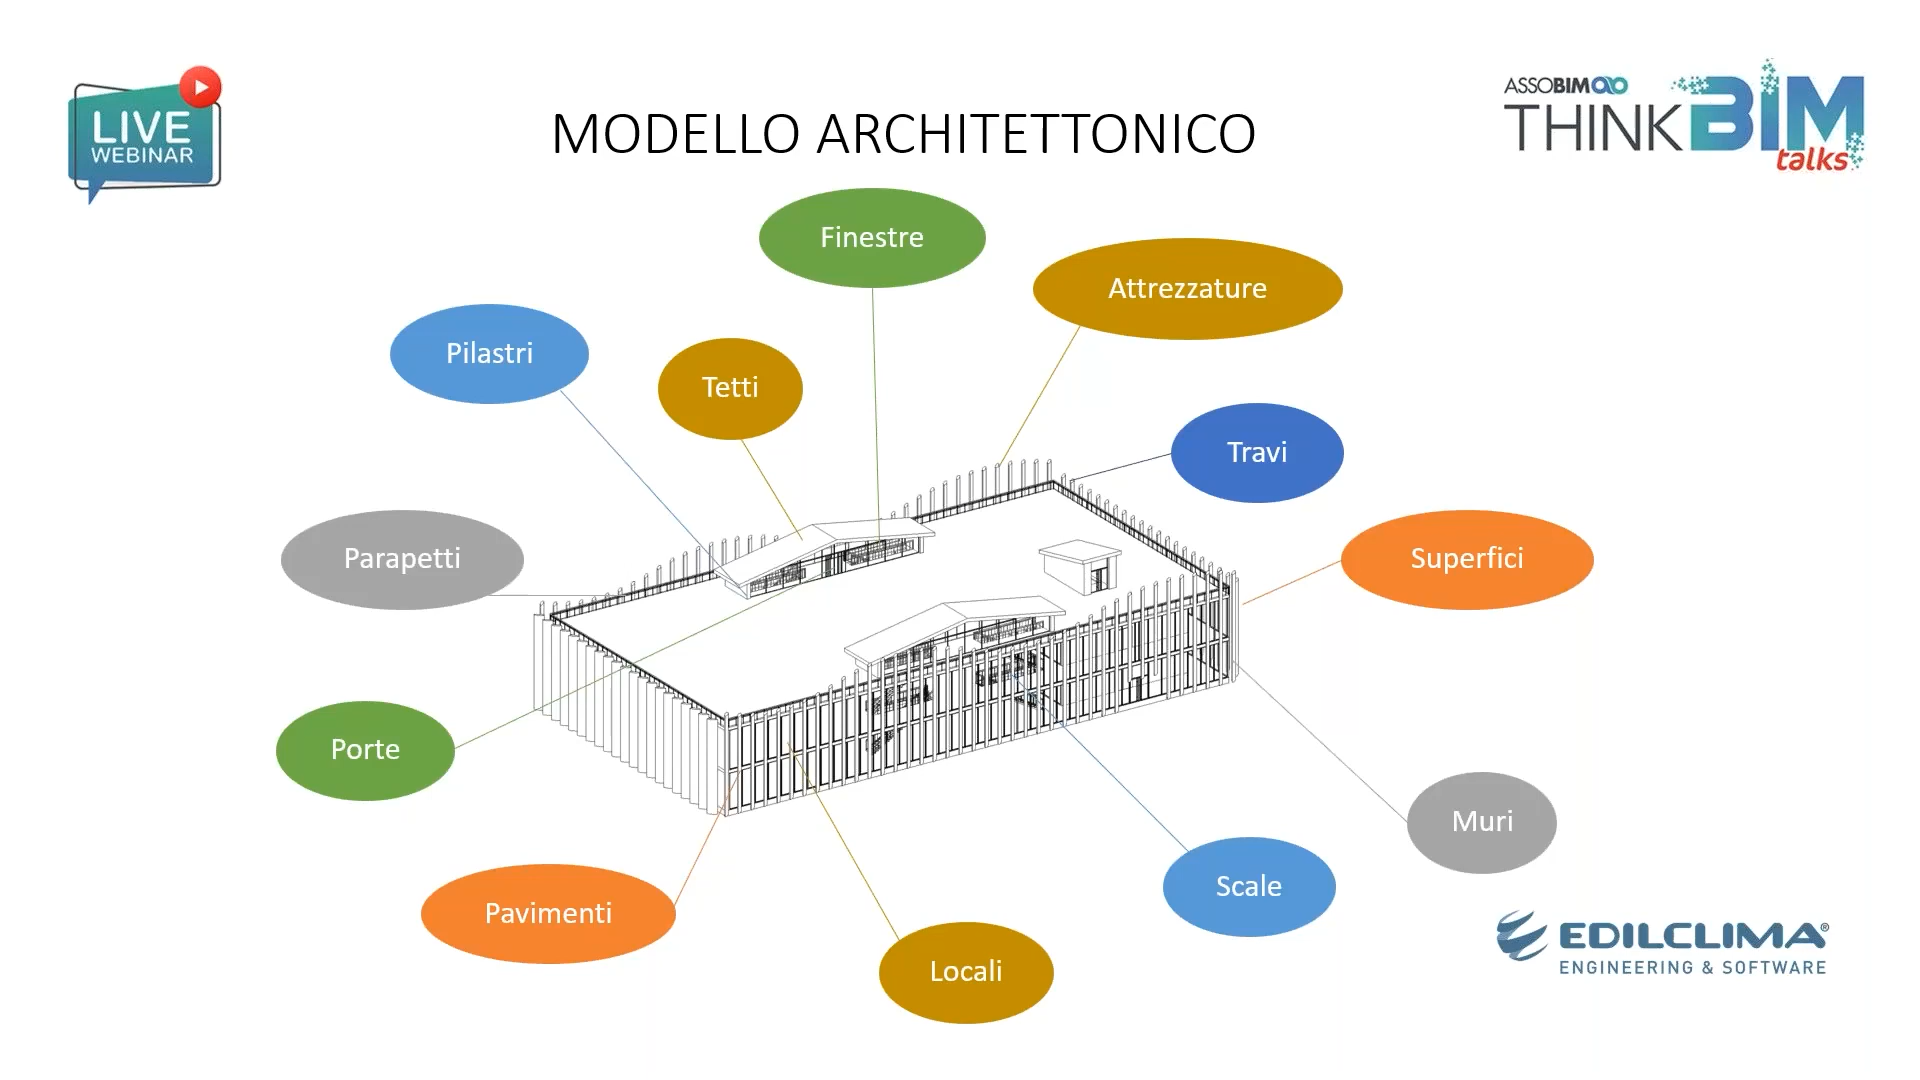 LIVE
WEBINAR
MODELLO ARCHITETTONICO
ASSOBIM
THINKBIM
talks
Finestre
Attrezzature
Pilastri
Tetti
Travi
Parapetti
Superfici
Porte
Muri
Scale
Pavimenti
Locali
EDILCLIMA®
ENGINEERING & SOFTWARE